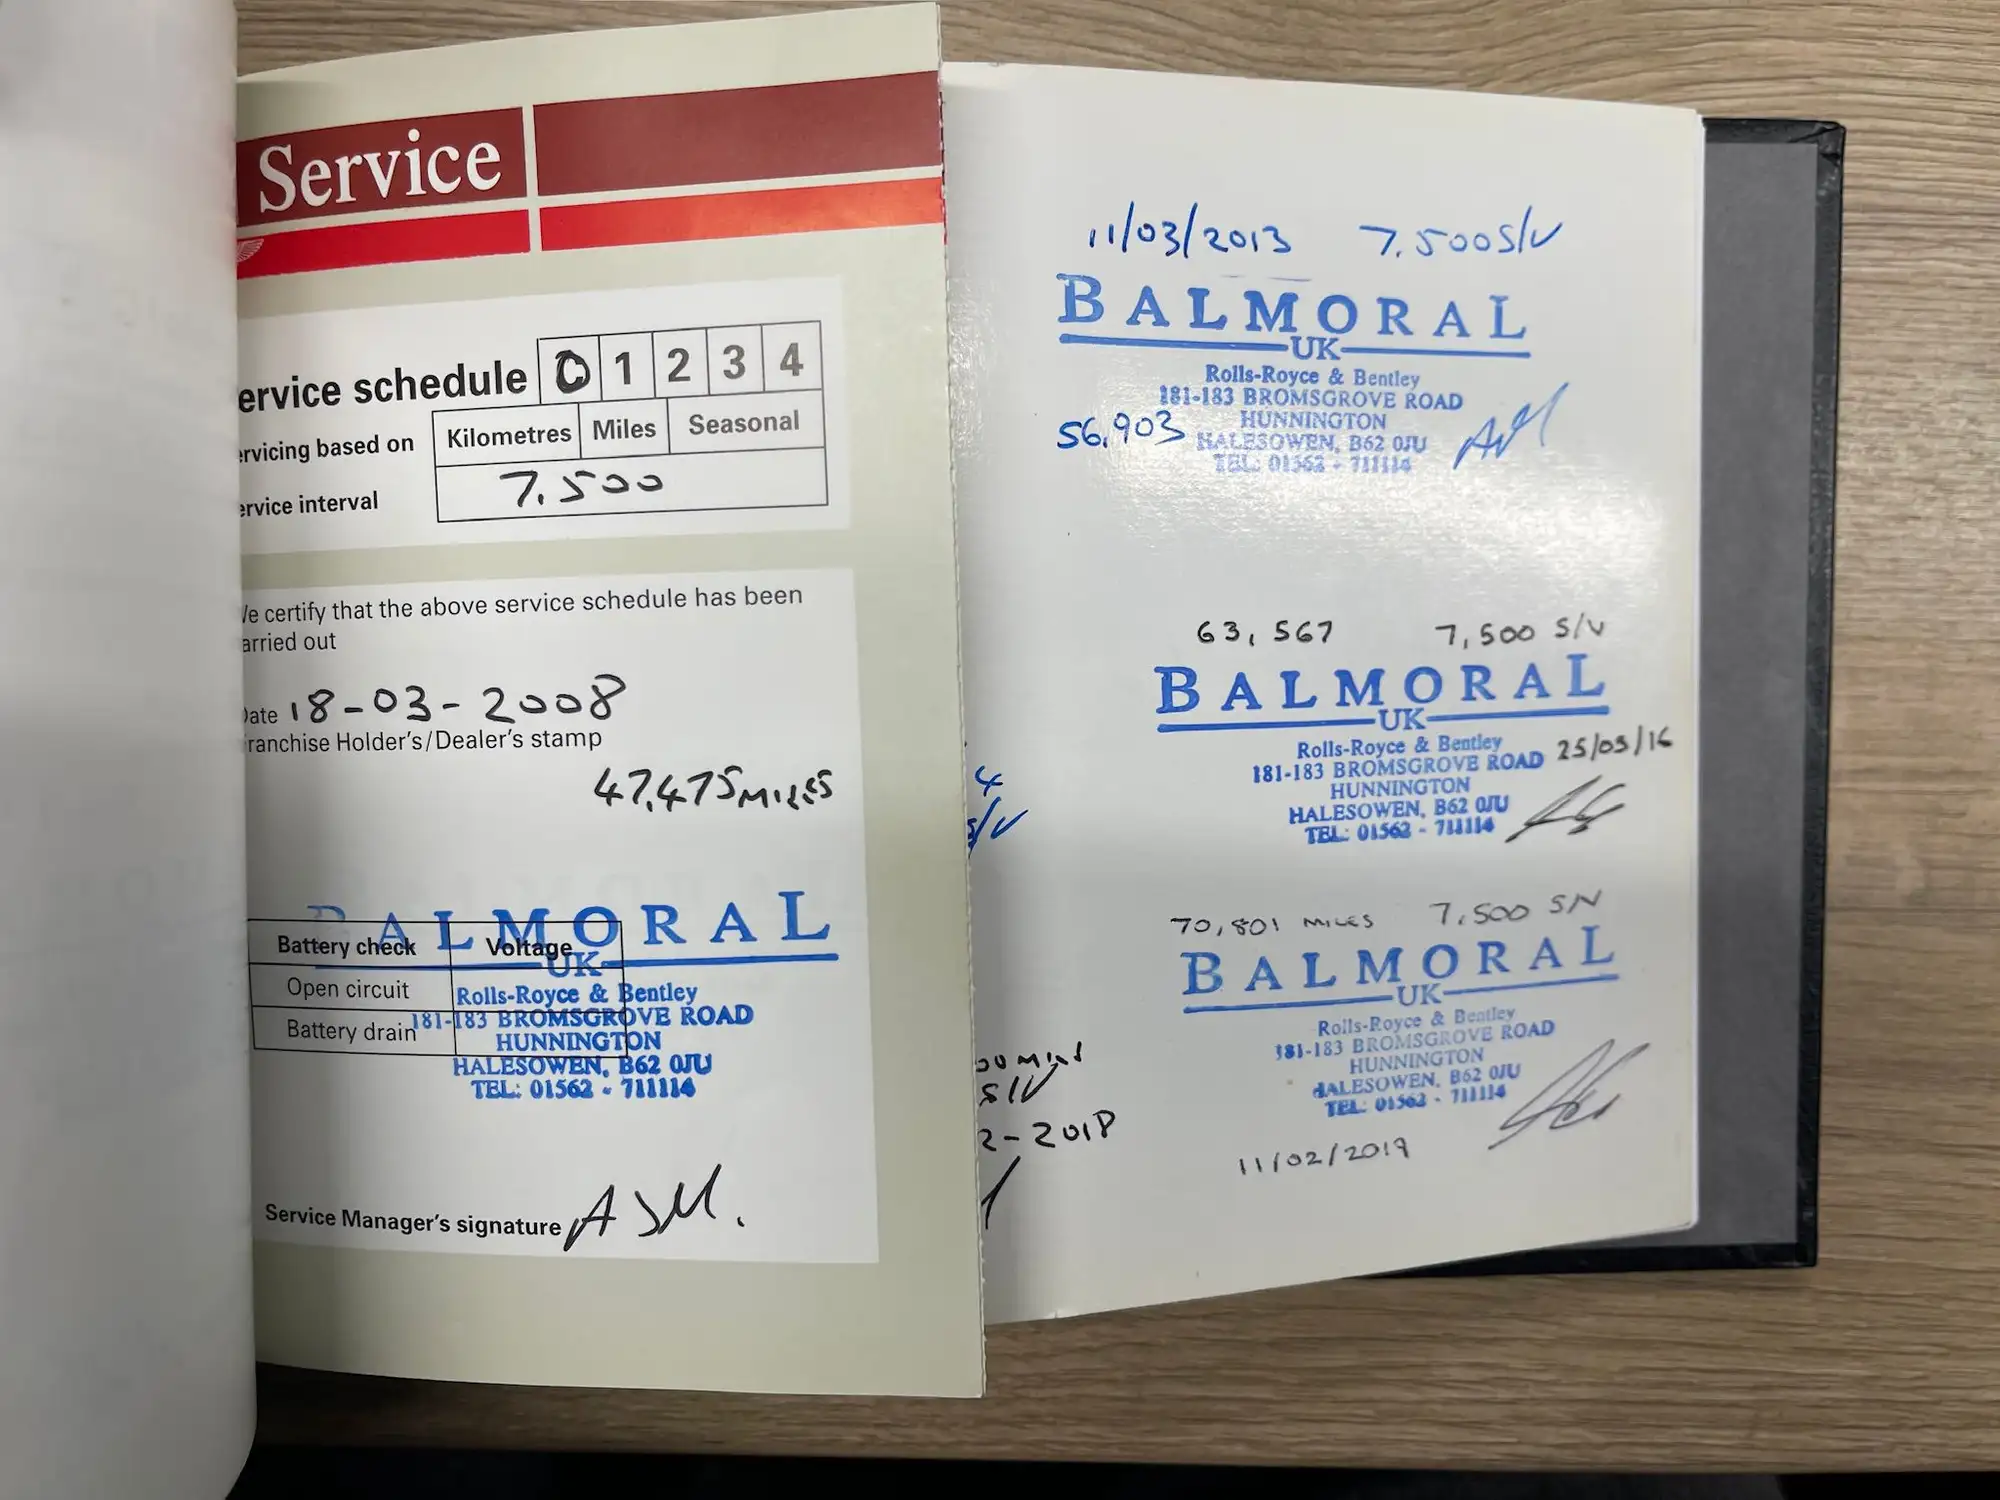 Service
ervice schedule 0 1 2 3 4
ervicing based on Kilometres Miles Seasonal
ervice interval 7.500
We certify that the above service schedule has been
arried out
Date 18-03-2008
ranchise Holder's/Dealer's stamp
47,475 MILES
BALMORAL
UK
Battery check Voltage
Open circuit
Battery drain
Rolls-Royce & Bentley
181-183 BROMSGROVE ROAD
HUNNINGTON
HALESOWEN, B62 0JU
TEL: 01562 - 711114
Service Manager's signature
4
S/V
S/V
2-2018
11/03/2013 7.500 S/V
BALMORAL
UK
Rolls-Royce & Bentley
181-183 BROMSGROVE ROAD
56,903 HUNNINGTON
HALESOWEN, B62 0JU
TEL: 01562 - 711114
63,567 7,500 S/V
BALMORAL
UK
Rolls-Royce & Bentley
181-183 BROMSGROVE ROAD 25/05/16
HUNNINGTON
HALESOWEN, B62 0JU
TEL: 01562 - 711114
70,801 MILES 7.500 S/V
BALMORAL
UK
Rolls-Royce & Bentley
181-183 BROMSGROVE ROAD
HUNNINGTON
HALESOWEN, B62 0JU
TEL: 01562 - 711114
11/02/2019